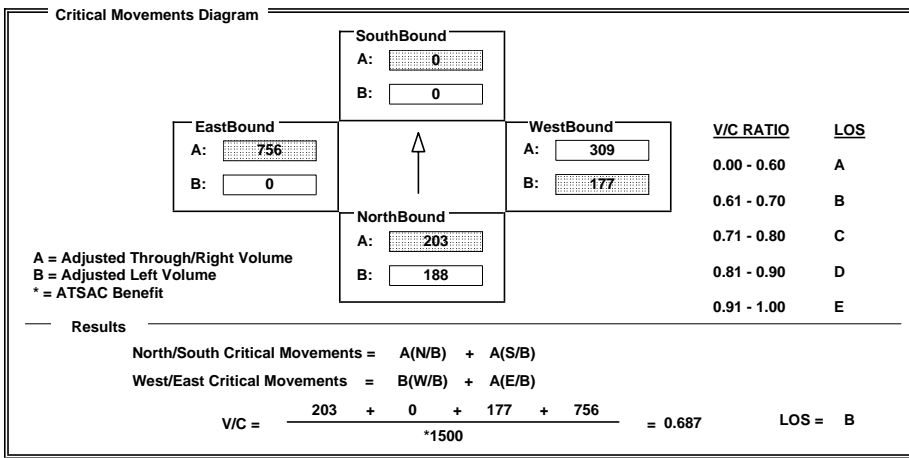 Critical Movements Diagram
SouthBound
A: 0
B: 0
EastBound
A: 756
B: 0
WestBound
A: 309
B: 177
NorthBound
A: 203
B: 188
V/C RATIO LOS
0.00 - 0.60 A
0.61 - 0.70 B
0.71 - 0.80 C
0.81 - 0.90 D
0.91 - 1.00 E
A = Adjusted Through/Right Volume
B = Adjusted Left Volume
* = ATSAC Benefit
Results
North/South Critical Movements = A(N/B) + A(S/B)
West/East Critical Movements = B(W/B) + A(E/B)
203 + 0 + 177 + 756
V/C = = 0.687 LOS = B
*1500